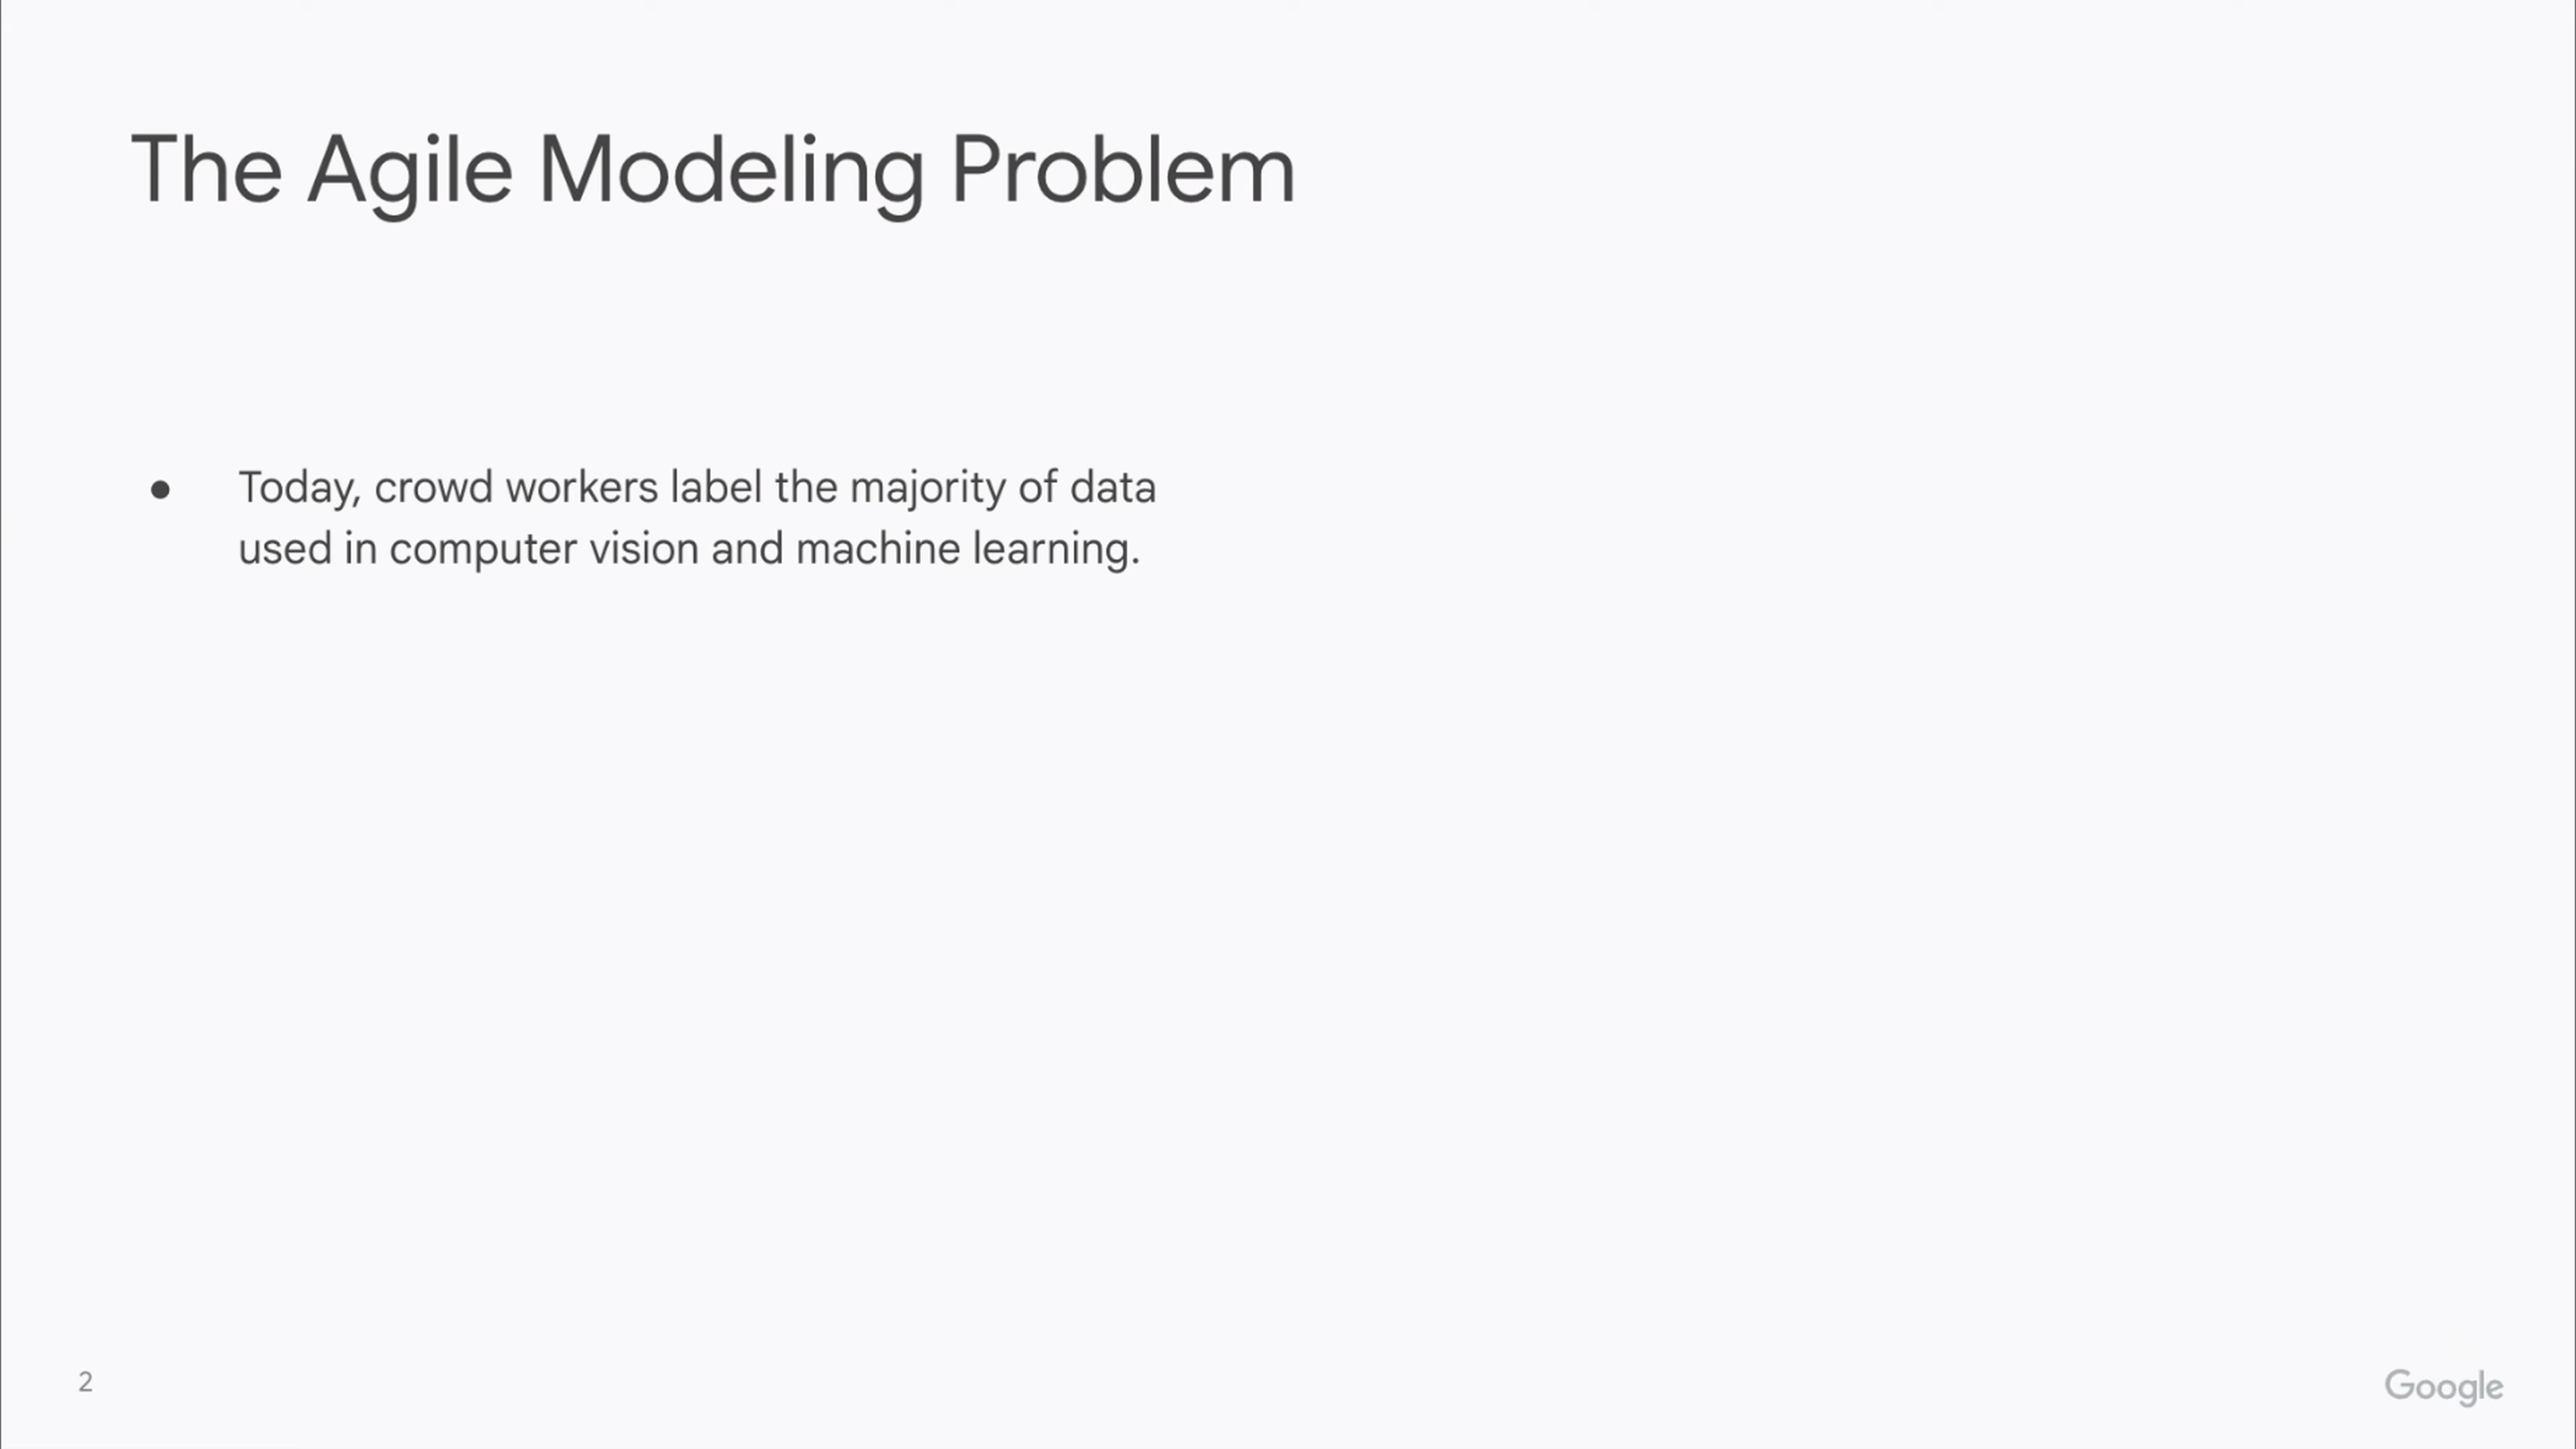 The Agile Modeling Problem
● Today, crowd workers label the majority of data
used in computer vision and machine learning.
2
Google